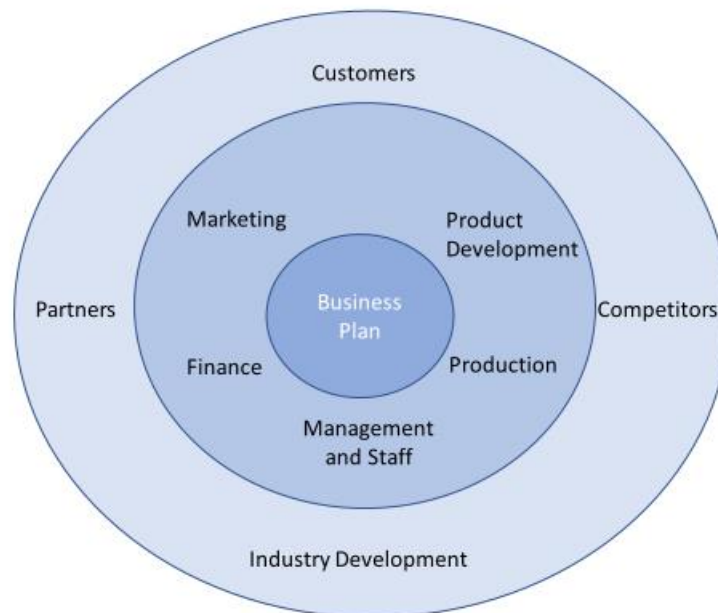 Customers
Marketing
Product
Development
Partners
Business
Plan
Competitors
Finance
Production
Management
and Staff
Industry Development